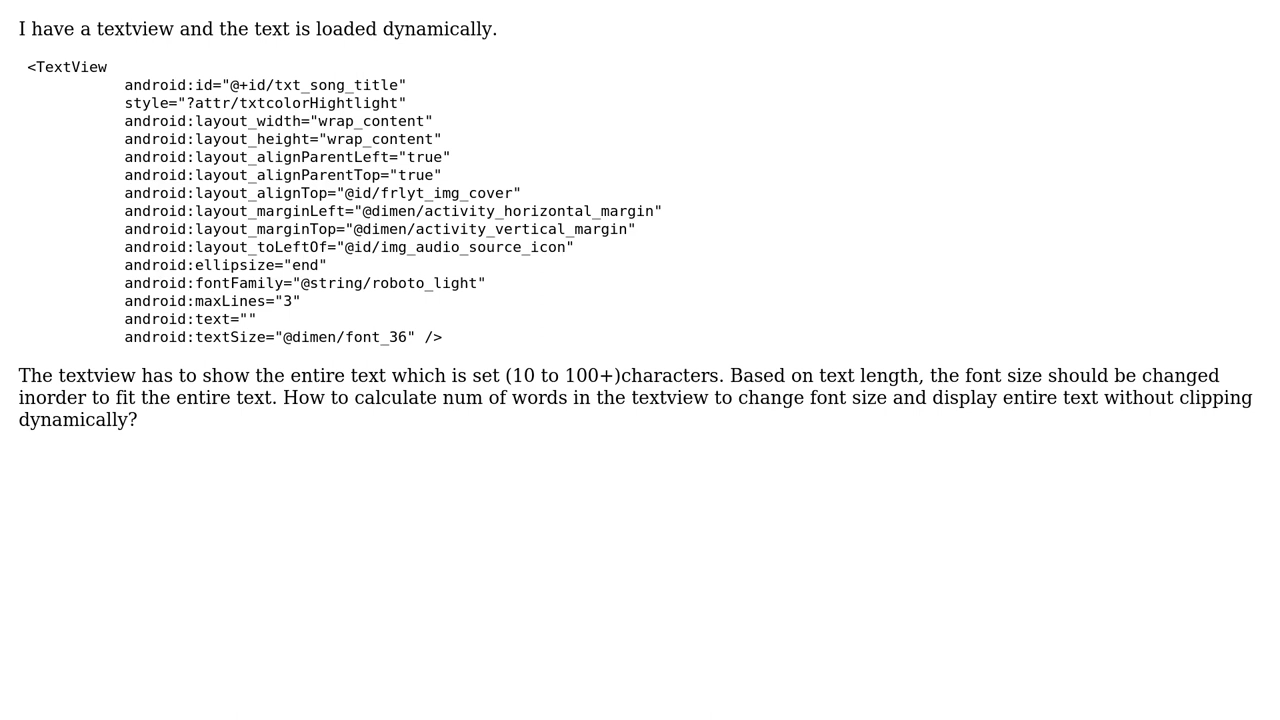 I have a textview and the text is loaded dynamically.
<TextView
android:id="@+id/txt_song_title"
style="?attr/txtcolorHightlight"
android:layout_width="wrap_content"
android:layout_height="wrap_content"
android:layout_alignParentLeft="true"
android:layout_alignParentTop="true"
android:layout_alignTop="@id/frlyt_img_cover"
android:layout_marginLeft="@dimen/activity_horizontal_margin"
android:layout_marginTop="@dimen/activity_vertical_margin"
android:layout_toLeftOf="@id/img_audio_source_icon"
android:ellipsize="end"
android:fontFamily="@string/roboto_light"
android:maxLines="3"
android:text=""
android:textSize="@dimen/font_36" />
The textview has to show the entire text which is set (10 to 100+)characters. Based on text length, the font size should be changed
inorder to fit the entire text. How to calculate num of words in the textview to change font size and display entire text without clipping
dynamically?